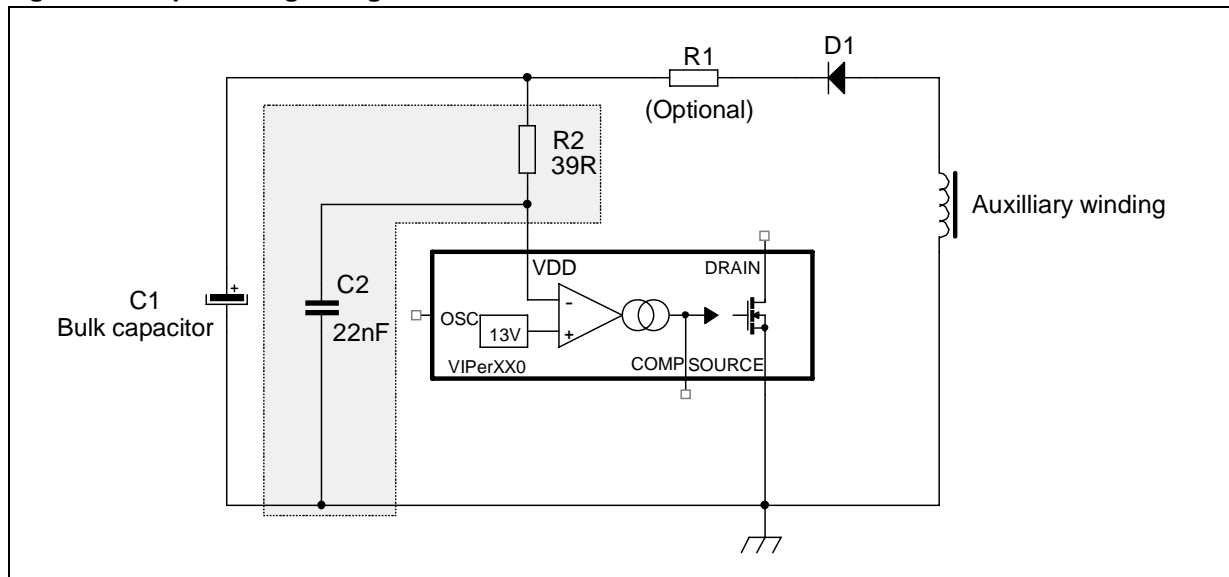 D1
R1
(Optional)
R2
39R
Auxilliary winding
VDD
DRAIN
C2
C1
+
Bulk capacitor
22nF
-
OSC
13V
+
VIPerXX0
COMP
SOURCE